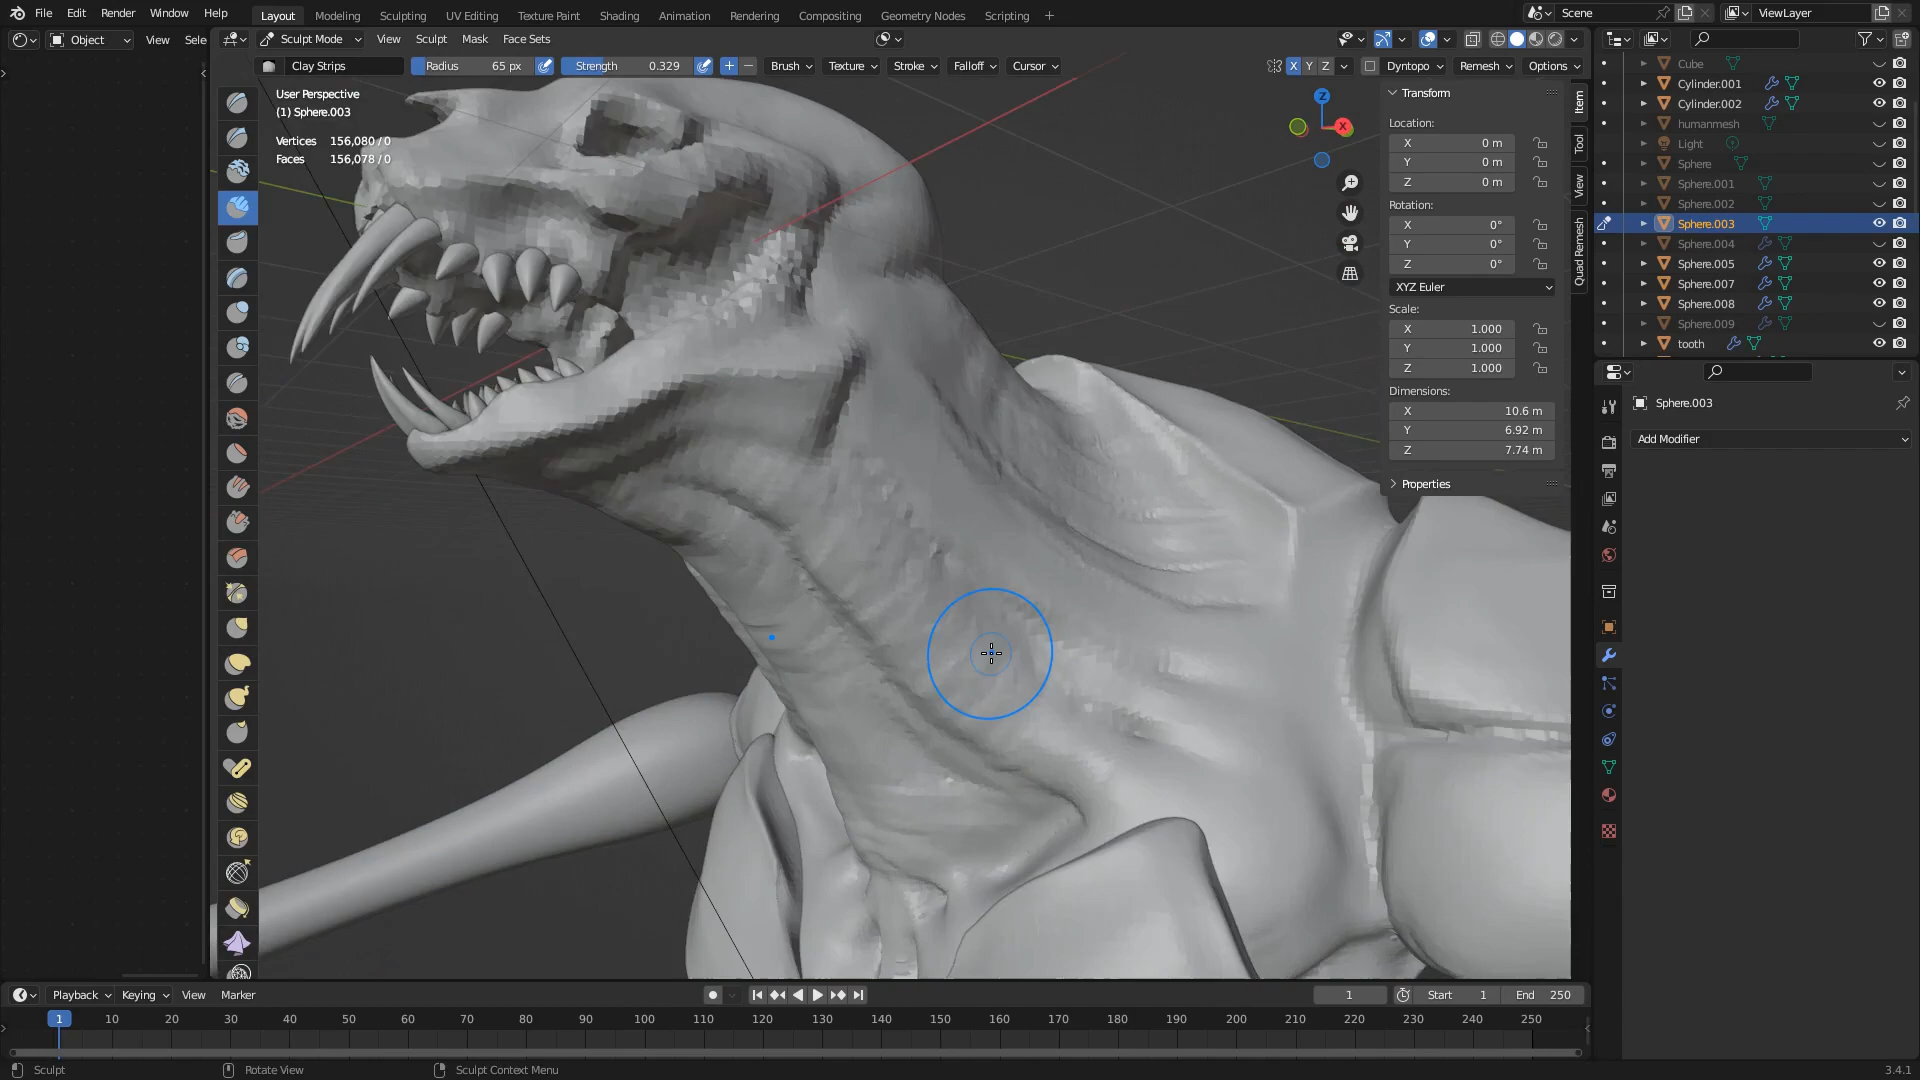 File Edit Render Window Help Layout Modeling Sculpting UV Editing Texture Paint Shading Animation Rendering Compositing Geometry Nodes Scripting + Scene ViewLayer
Object View Sele Sculpt Mode View Sculpt Mask Face Sets
Clay Strips Radius 65 px Strength 0.329 + − Brush Texture Stroke Falloff Cursor X Y Z Dyntopo Remesh Options
User Perspective
(1) Sphere.003
Vertices 156,080 / 0
Faces 156,078 / 0
Z
X
Transform
Location:
X 0 m
Y 0 m
Z 0 m
Rotation:
X 0°
Y 0°
Z 0°
XYZ Euler
Scale:
X 1.000
Y 1.000
Z 1.000
Dimensions:
X 10.6 m
Y 6.92 m
Z 7.74 m
Properties
Item
Tool
View
Quad Remesh
Cube
Cylinder.001
Cylinder.002
humanmesh
Light
Sphere
Sphere.001
Sphere.002
Sphere.003
Sphere.004
Sphere.005
Sphere.007
Sphere.008
Sphere.009
tooth
Sphere.003
Add Modifier
Playback Keying View Marker 1 Start 1 End 250
1 10 20 30 40 50 60 70 80 90 100 110 120 130 140 150 160 170 180 190 200 210 220 230 240 250
Sculpt Rotate View Sculpt Context Menu 3.4.1